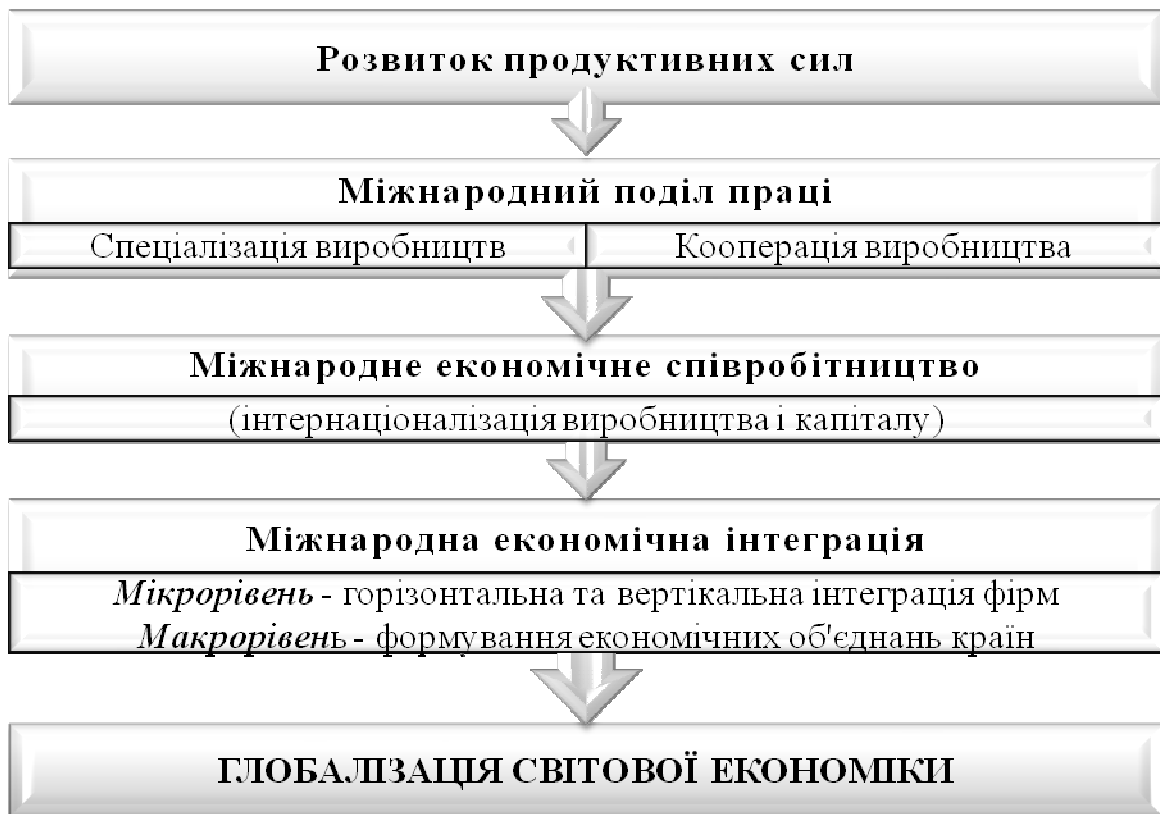 Розвиток продуктивних сил
Міжнародний поділ праці
Спеціалізація виробництв
Кооперація виробництва
Міжнародне економічне співробітництво
(інтернаціоналізація виробництва і капіталу)
Міжнародна економічна інтеграція
Мікрорівень - горізонтальна та вертікальна інтеграція фірм
Макрорівень - формування економічних об'єднань країн
ГЛОБАЛІЗАЦІЯ СВІТОВОЇ ЕКОНОМІКИ